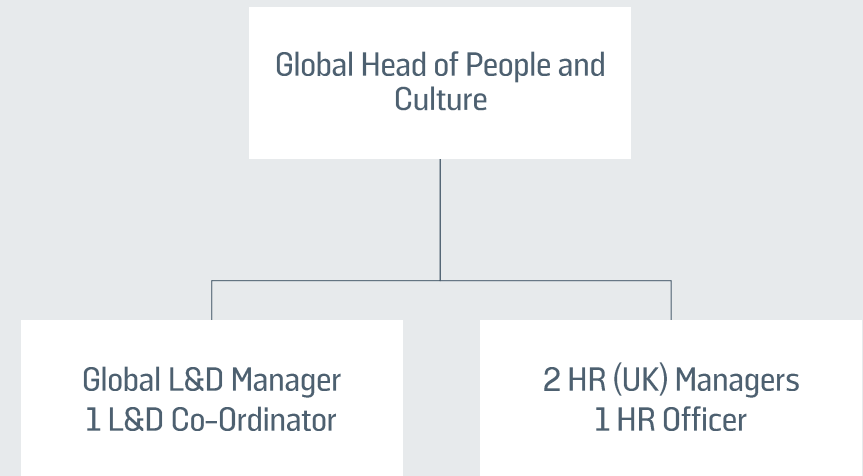 Global Head of People and
Culture
Global L&D Manager
1 L&D Co-Ordinator
2 HR (UK) Managers
1 HR Officer